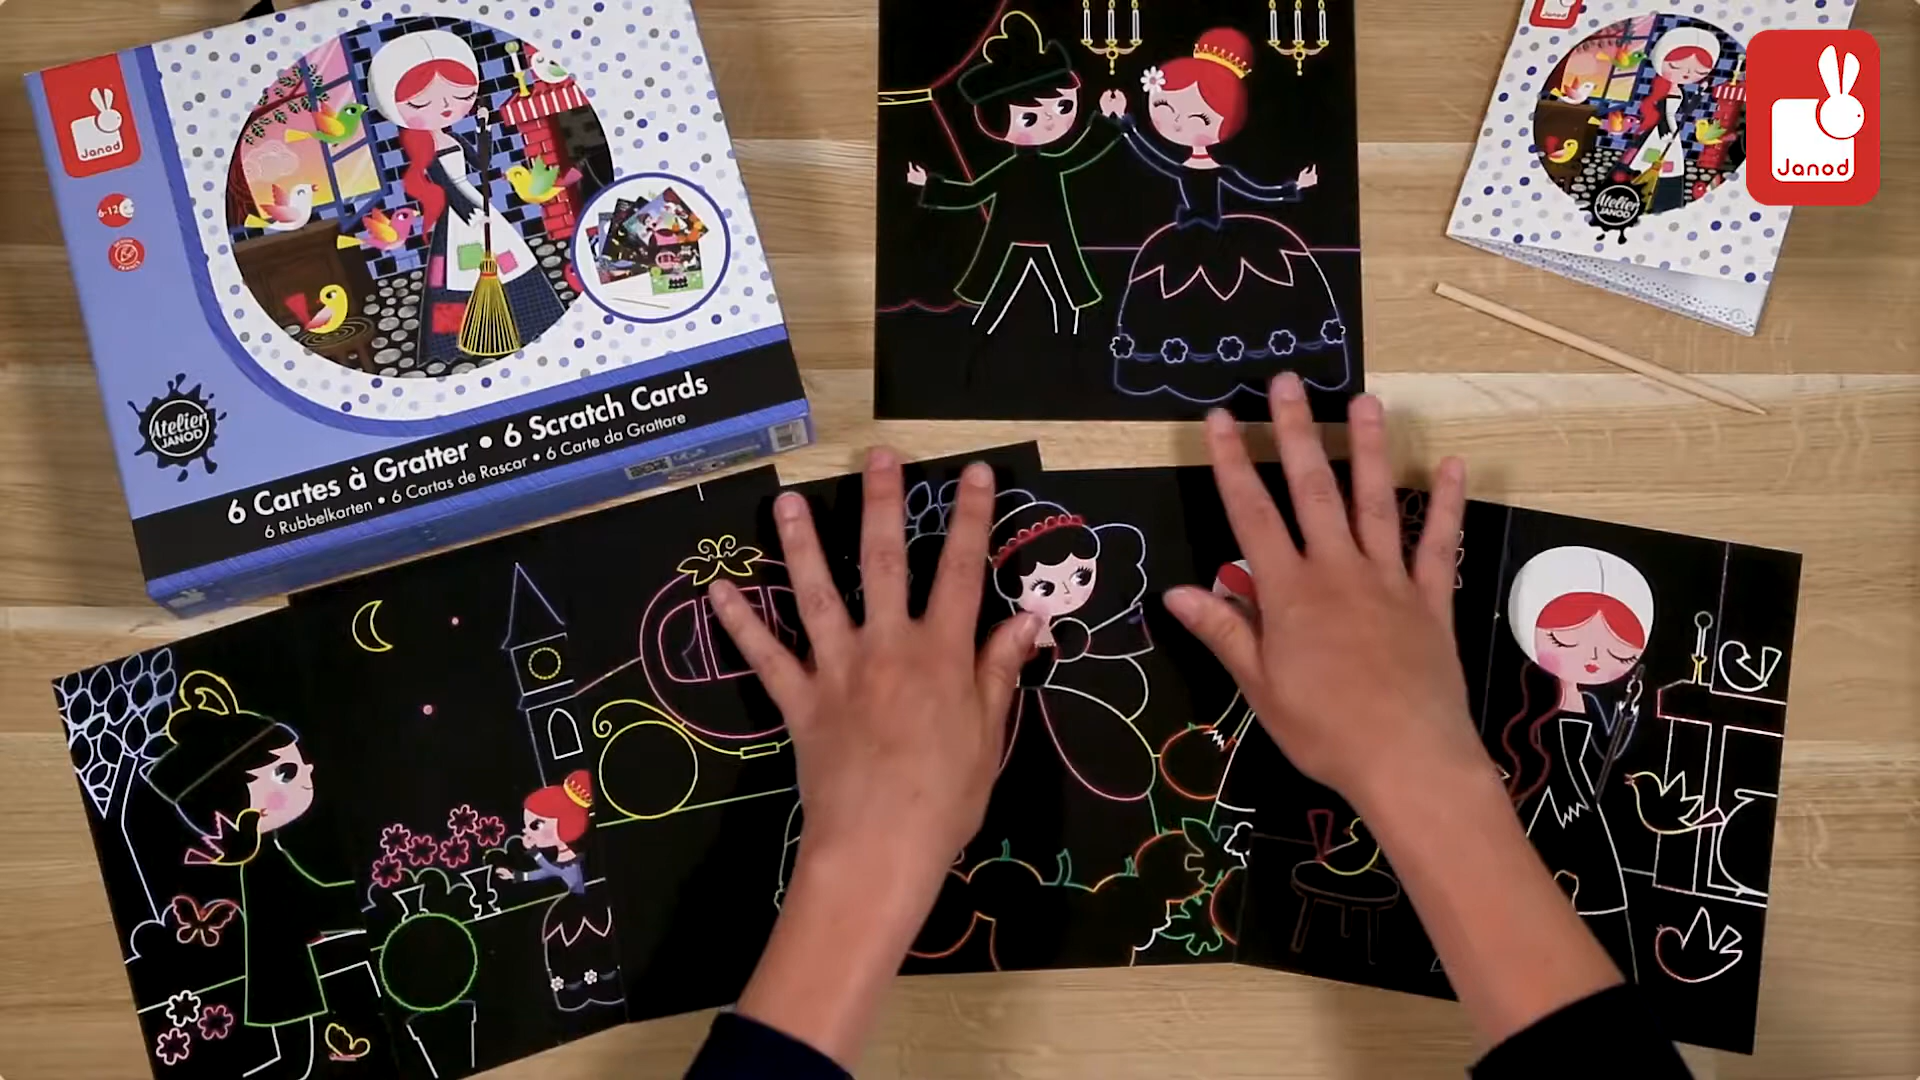 Janod
6-12
Atelier
JANOD
6 Cartes à Gratter • 6 Scratch Cards
6 Rubbelkarten • 6 Cartas de Rascar • 6 Carte da Grattare
Atelier
JANOD
Janod